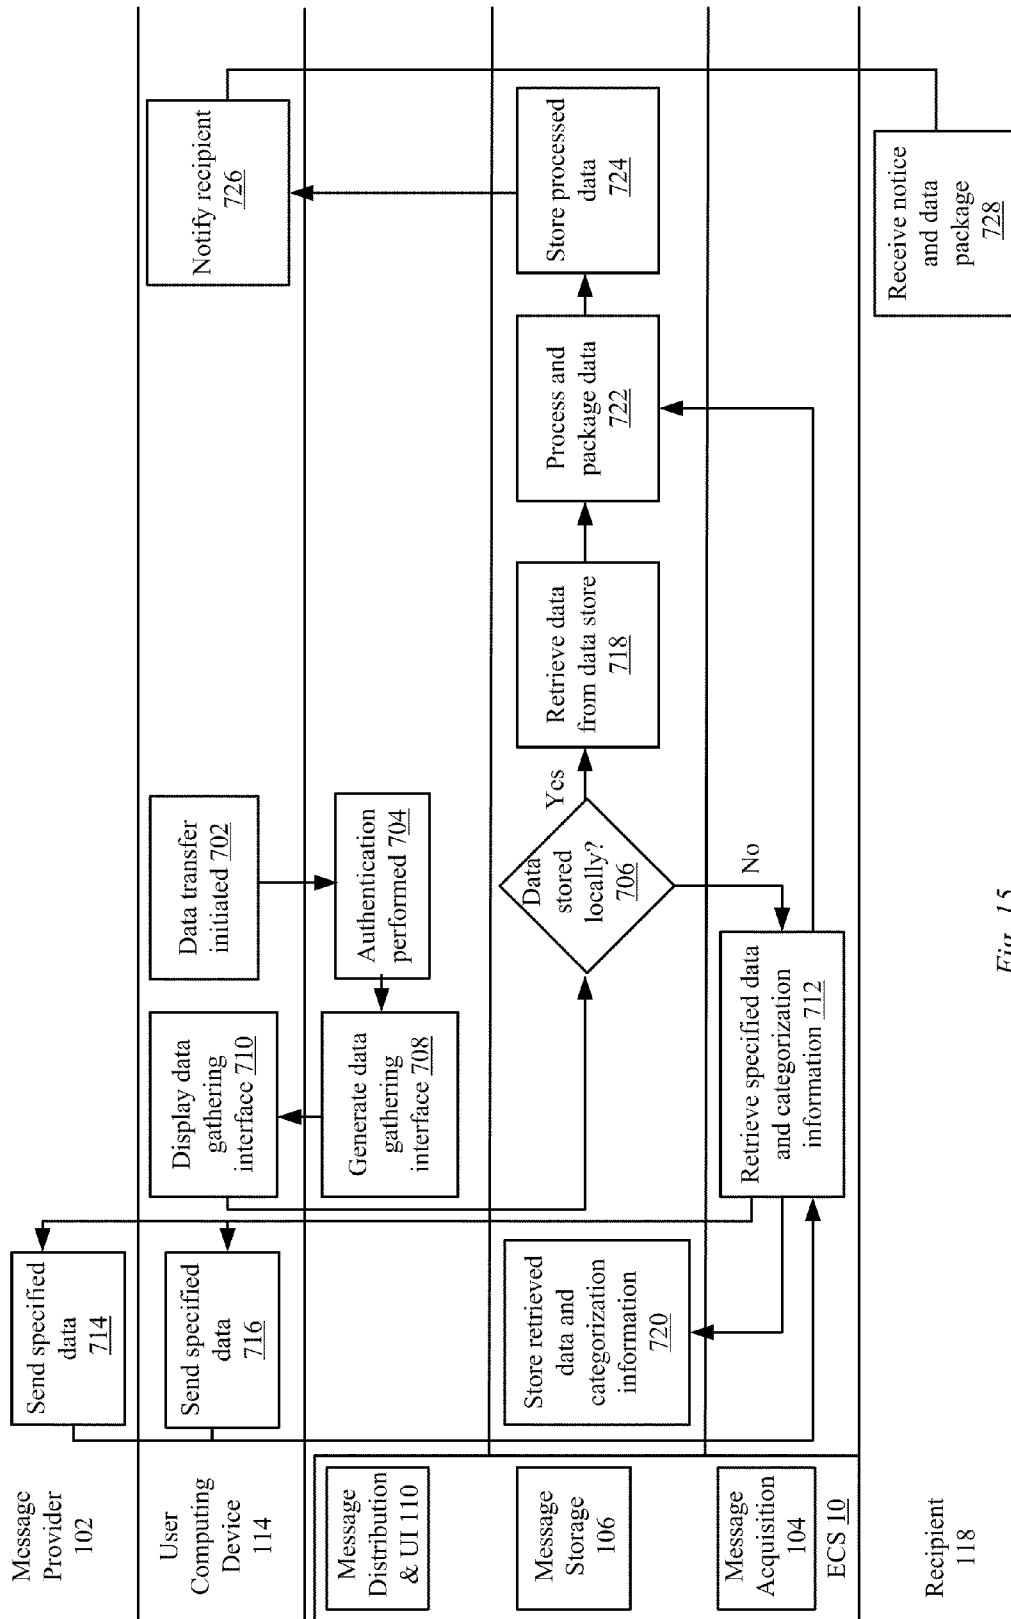 Message
Provider
102
Send specified
data
714
User
Computing
Device
114
Send specified
data
716
Display data
gathering
interface 710
Data transfer
initiated 702
Notify recipient
726
Message
Distribution
& UI 110
Generate data
gathering
interface 708
Authentication
performed 704
Message
Storage
106
Store retrieved
data and
categorization
information
720
Data
stored
locally?
706
Yes
Retrieve data
from data store
718
Process and
package data
722
Store processed
data
724
Message
Acquisition
104
ECS 10
Retrieve specified data
and categorization
information 712
No
Recipient
118
Receive notice
and data
package
728
Fig. 15